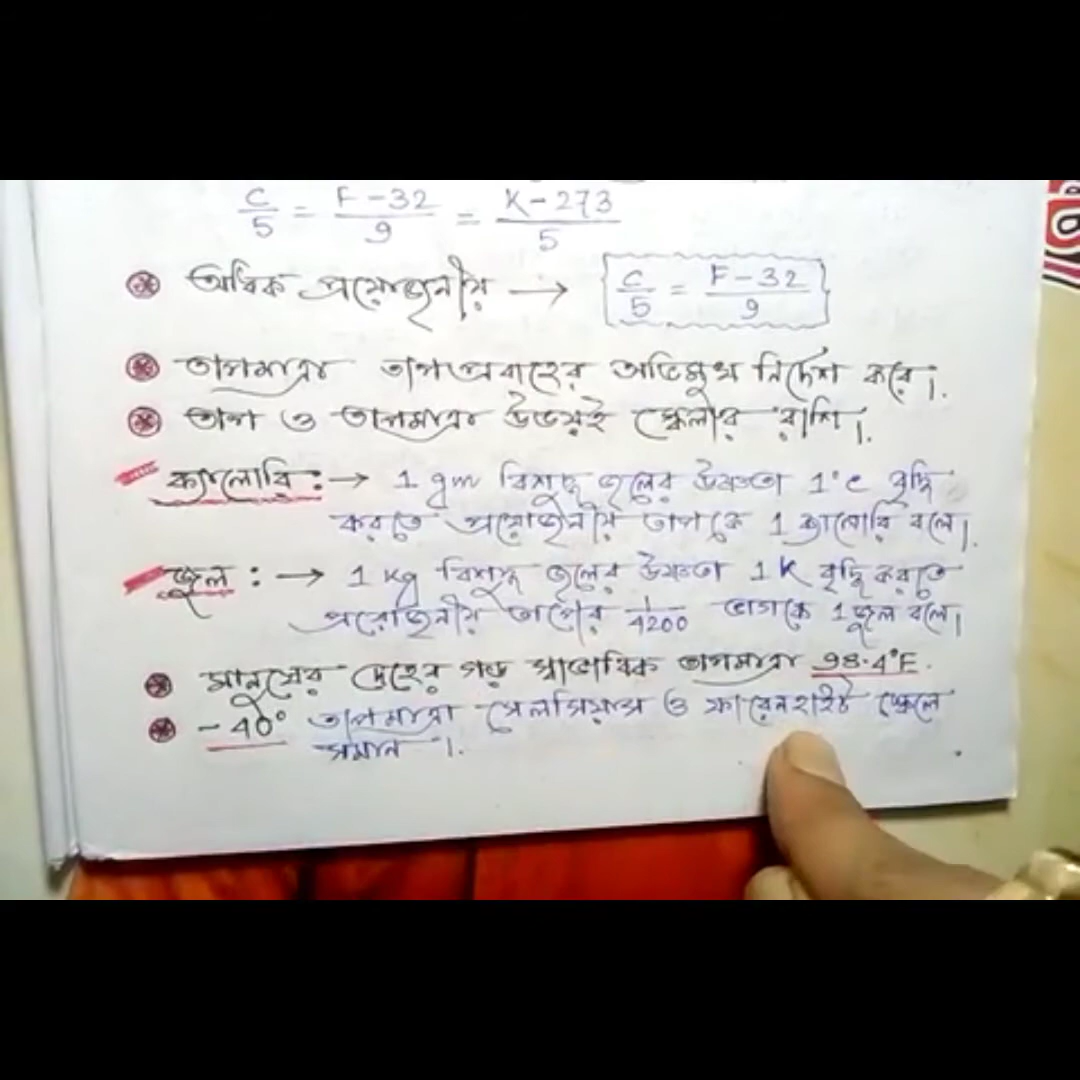 C/5 = F-32/9 = K-273/5
অধিক প্রয়োজনীয় → C/5 = F-32/9
তাপমাত্রা তাপপ্রবাহের অভিমুখ নির্দেশ করে।
তাপ ও তাপমাত্রা উভয়ই স্কেলার রাশি।
ক্যালোরি :→ 1 gm বিশুদ্ধ জলের উষ্ণতা 1°c বৃদ্ধি
করতে প্রয়োজনীয় তাপকে 1 ক্যালোরি বলে।
জুল : → 1 kg বিশুদ্ধ জলের উষ্ণতা 1 K বৃদ্ধি করতে
প্রয়োজনীয় তাপের 1/4200 ভাগকে 1 জুল বলে।
মানুষের দেহের গড় স্বাভাবিক তাপমাত্রা 98.4°F.
-40° তাপমাত্রা সেলসিয়াস ও ফারেনহাইট স্কেলে
সমান ।